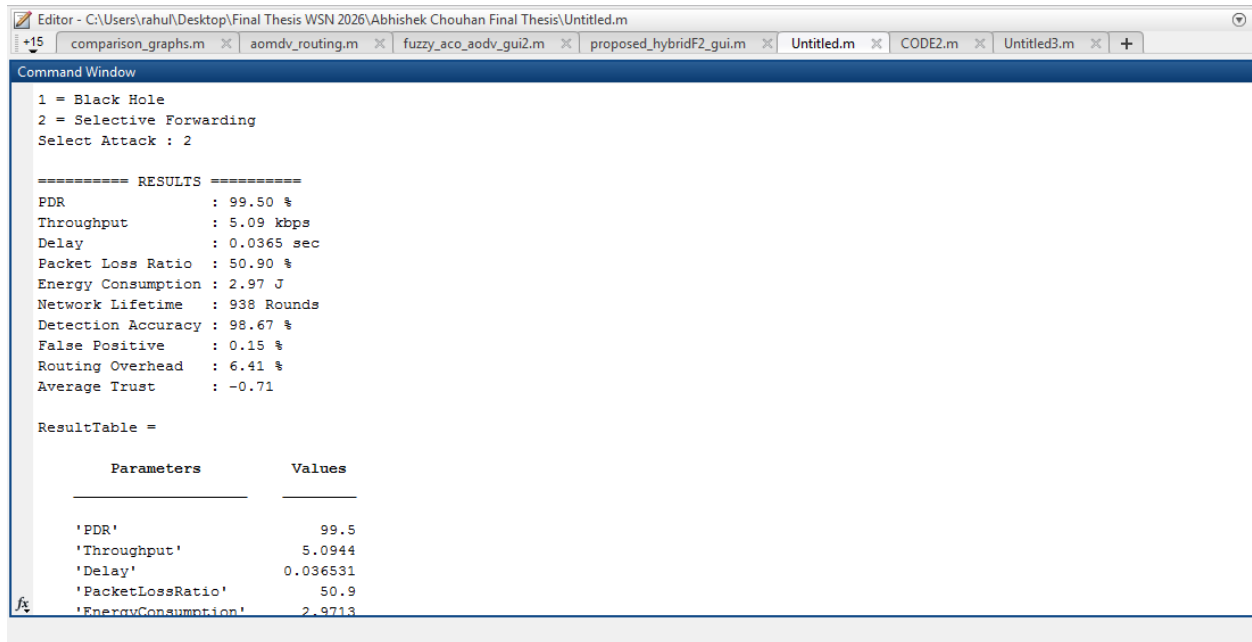 Editor - C:\Users\rahul\Desktop\Final Thesis WSN 2026\Abhishek Chouhan Final Thesis\Untitled.m
+15 comparison_graphs.m aomdv_routing.m fuzzy_aco_aodv_gui2.m proposed_hybridF2_gui.m Untitled.m CODE2.m Untitled3.m +
Command Window
1 = Black Hole
2 = Selective Forwarding
Select Attack : 2
========== RESULTS ==========
PDR : 99.50 %
Throughput : 5.09 kbps
Delay : 0.0365 sec
Packet Loss Ratio : 50.90 %
Energy Consumption : 2.97 J
Network Lifetime : 938 Rounds
Detection Accuracy : 98.67 %
False Positive : 0.15 %
Routing Overhead : 6.41 %
Average Trust : -0.71
ResultTable =
Parameters Values
'PDR' 99.5
'Throughput' 5.0944
'Delay' 0.036531
'PacketLossRatio' 50.9
'EnergyConsumption' 2.9713
fx